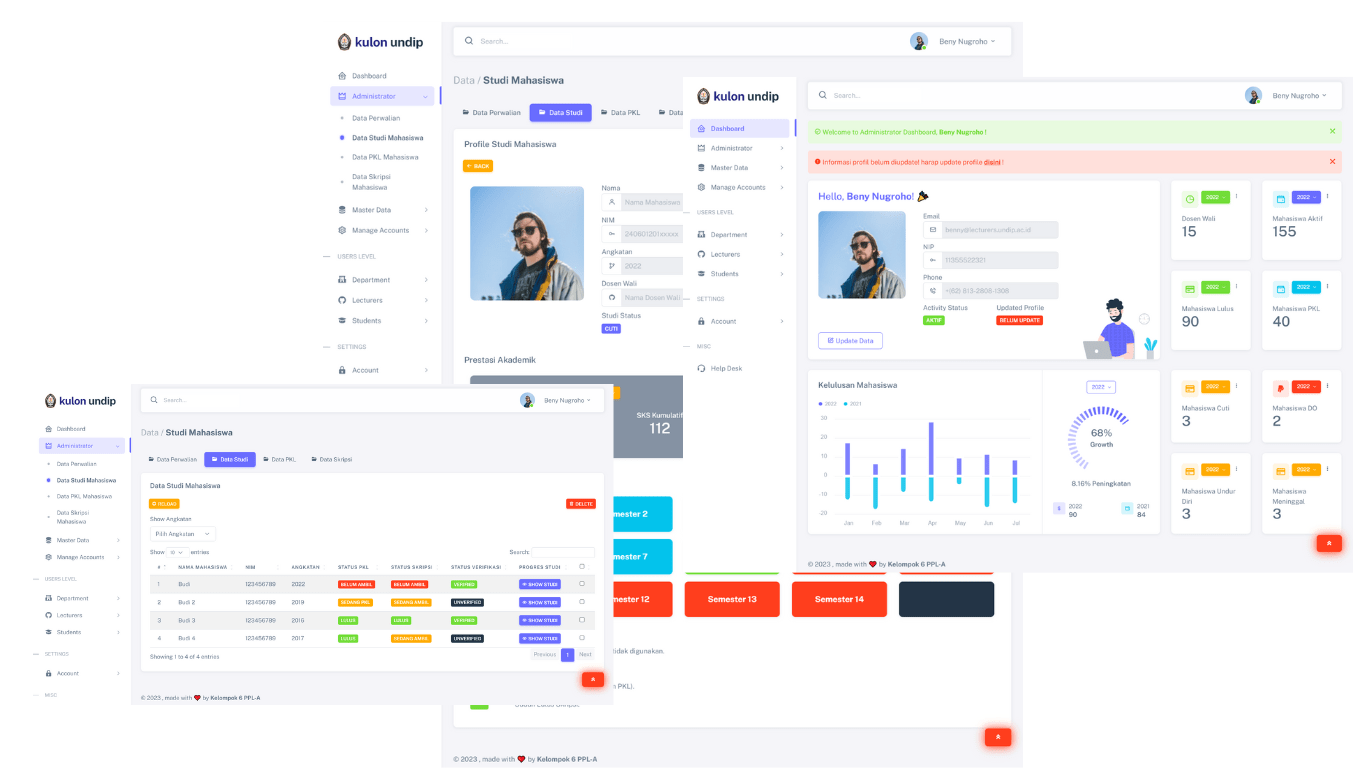 kulon undip
Dashboard
Administrator
Data Perwalian
Data Studi Mahasiswa
Data PKL Mahasiswa
Data Skripsi
Mahasiswa
Master Data
Manage Accounts
USERS LEVEL
Department
Lecturers
Students
SETTINGS
Account
Search...
Beny Nugroho
Data / Studi Mahasiswa
Data Perwalian
Data Studi
Data PKL
Data
Profile Studi Mahasiswa
BACK
Nama
Nama Mahasiswa
NIM
240601201xxxxx
Angkatan
2022
Dosen Wali
Nama Dosen Wali
Studi Status
CUTI
Prestasi Akademik
SKS Kumulatif
112
mester 2
mester 7
mester 12
Semester 13
Semester 14
tidak digunakan.
n PKL).
© 2023 , made with ❤ by Kelompok 6 PPL-A
kulon undip
Dashboard
Administrator
Master Data
Manage Accounts
USERS LEVEL
Department
Lecturers
Students
SETTINGS
Account
MISC
Help Desk
Search...
Beny Nugroho
Welcome to Administrator Dashboard, Beny Nugroho !
Informasi profil belum diupdate! harap update profile disini !
Hello, Beny Nugroho! 🎉
Email
benny@lecturers.undip.ac.id
NIP
11355522321
Phone
+(62) 813-2808-1308
Activity Status
Updated Profile
AKTIF
BELUM UPDATE
Update Data
2022
Dosen Wali
15
2022
Mahasiswa Aktif
155
2022
Mahasiswa Lulus
90
2022
Mahasiswa PKL
40
2022
Mahasiswa Cuti
3
2022
Mahasiswa DO
2
2022
Mahasiswa Undur
Diri
3
2022
Mahasiswa
Meninggal
3
Kelulusan Mahasiswa
2022 2021
30
20
10
0
-10
-20
Jan Feb Mar Apr May Jun Jul
2022
68%
Growth
8.16% Peningkatan
2022
90
2021
84
© 2023 , made with ❤ by Kelompok 6 PPL-A
kulon undip
Dashboard
Administrator
Data Perwalian
Data Studi Mahasiswa
Data PKL Mahasiswa
Data Skripsi
Mahasiswa
Master Data
Manage Accounts
USERS LEVEL
Department
Lecturers
Students
SETTINGS
Account
MISC
Search...
Beny Nugroho
Data / Studi Mahasiswa
Data Perwalian
Data Studi
Data PKL
Data Skripsi
Data Studi Mahasiswa
RELOAD
DELETE
Show Angkatan
Pilih Angkatan
Show 10 entries
Search:
# NAMA MAHASISWA NIM ANGKATAN STATUS PKL STATUS SKRIPSI STATUS VERIFIKASI PROGRES STUDI
1 Budi 123456789 2022 BELUM AMBIL BELUM AMBIL VERIFIED SHOW STUDI
2 Budi 2 123456789 2019 SEDANG PKL SEDANG AMBIL UNVERIFIED SHOW STUDI
3 Budi 3 123456789 2016 LULUS LULUS VERIFIED SHOW STUDI
4 Budi 4 123456789 2017 LULUS SEDANG AMBIL UNVERIFIED SHOW STUDI
Showing 1 to 4 of 4 entries
Previous 1 Next
© 2023 , made with ❤ by Kelompok 6 PPL-A